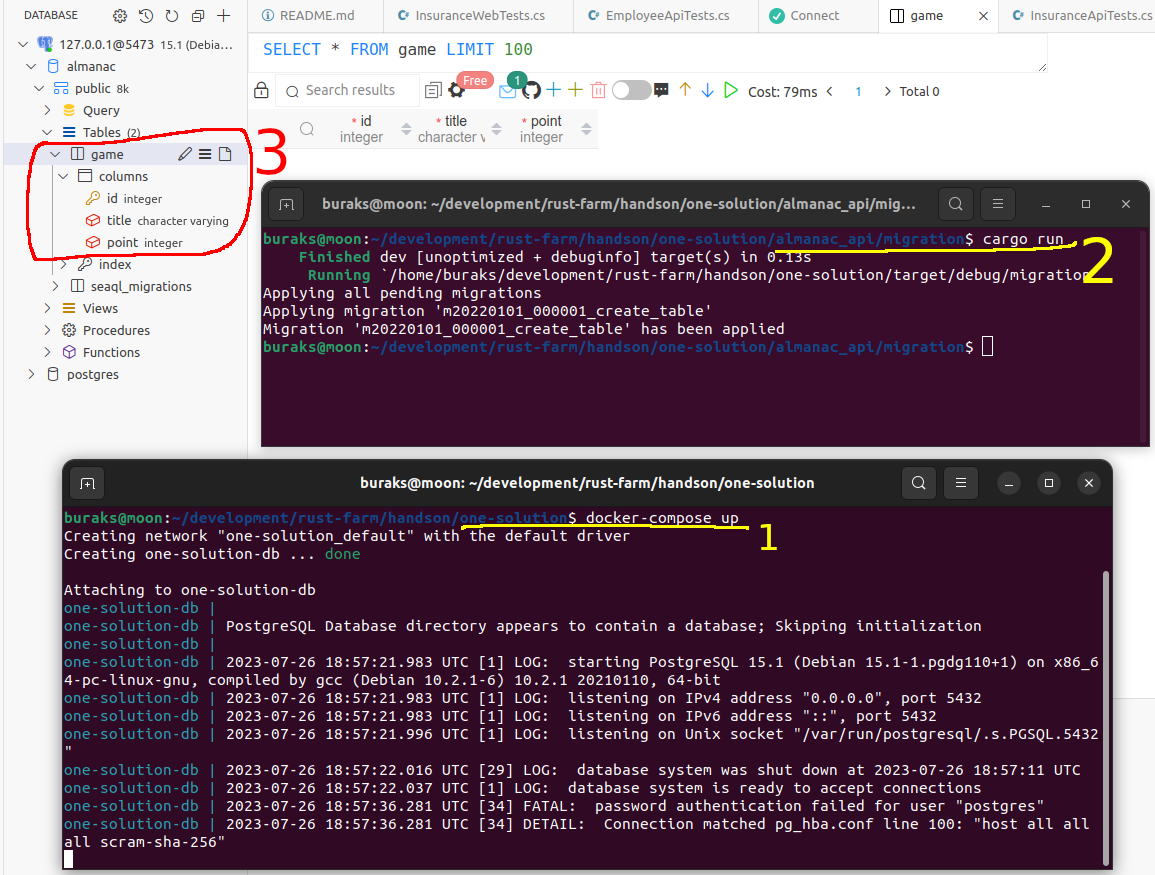 DATABASE
README.md
InsuranceWebTests.cs
EmployeeApiTests.cs
Connect
game
InsuranceApiTests.cs
127.0.0.1@5473 15.1 (Debia...
almanac
public 8k
Query
Tables (2)
game
columns
id integer
title character varying
point integer
index
seaql_migrations
Views
Procedures
Functions
postgres
3
SELECT * FROM game LIMIT 100
Search results
Free
1
Cost: 79ms
1
Total 0
* id
integer
* title
character v
* point
integer
buraks@moon: ~/development/rust-farm/handson/one-solution/almanac_api/mig...
buraks@moon:~/development/rust-farm/handson/one-solution/almanac_api/migration$ cargo run
Finished dev [unoptimized + debuginfo] target(s) in 0.13s
Running `/home/buraks/development/rust-farm/handson/one-solution/target/debug/migration
Applying all pending migrations
Applying migration 'm20220101_000001_create_table'
Migration 'm20220101_000001_create_table' has been applied
buraks@moon:~/development/rust-farm/handson/one-solution/almanac_api/migration$
2
buraks@moon: ~/development/rust-farm/handson/one-solution
buraks@moon:~/development/rust-farm/handson/one-solution$ docker-compose up
1
Creating network "one-solution_default" with the default driver
Creating one-solution-db ... done
Attaching to one-solution-db
one-solution-db |
one-solution-db | PostgreSQL Database directory appears to contain a database; Skipping initialization
one-solution-db |
one-solution-db | 2023-07-26 18:57:21.983 UTC [1] LOG:  starting PostgreSQL 15.1 (Debian 15.1-1.pgdg110+1) on x86_6
4-pc-linux-gnu, compiled by gcc (Debian 10.2.1-6) 10.2.1 20210110, 64-bit
one-solution-db | 2023-07-26 18:57:21.983 UTC [1] LOG:  listening on IPv4 address "0.0.0.0", port 5432
one-solution-db | 2023-07-26 18:57:21.983 UTC [1] LOG:  listening on IPv6 address "::", port 5432
one-solution-db | 2023-07-26 18:57:21.996 UTC [1] LOG:  listening on Unix socket "/var/run/postgresql/.s.PGSQL.5432
"
one-solution-db | 2023-07-26 18:57:22.016 UTC [29] LOG:  database system was shut down at 2023-07-26 18:57:11 UTC
one-solution-db | 2023-07-26 18:57:22.037 UTC [1] LOG:  database system is ready to accept connections
one-solution-db | 2023-07-26 18:57:36.281 UTC [34] FATAL:  password authentication failed for user "postgres"
one-solution-db | 2023-07-26 18:57:36.281 UTC [34] DETAIL:  Connection matched pg_hba.conf line 100: "host all all
all scram-sha-256"